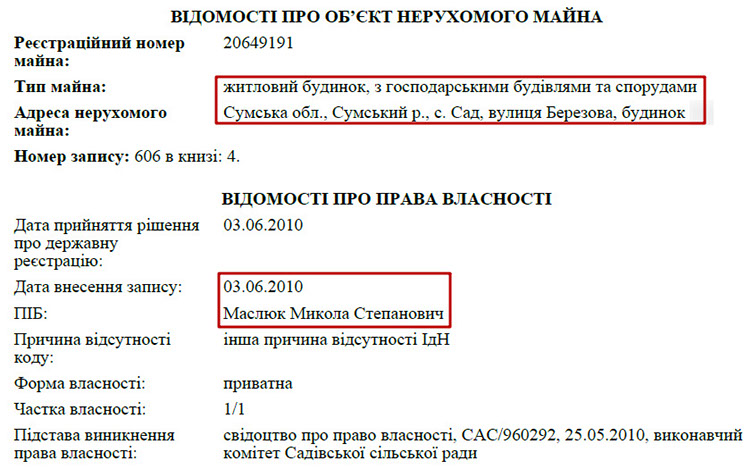 ВІДОМОСТІ ПРО ОБ’ЄКТ НЕРУХОМОГО МАЙНА
Реєстраційний номер майна: 20649191
Тип майна: житловий будинок, з господарськими будівлями та спорудами
Адреса нерухомого майна: Сумська обл., Сумський р., с. Сад, вулиця Березова, будинок
Номер запису: 606 в книзі: 4.
ВІДОМОСТІ ПРО ПРАВА ВЛАСНОСТІ
Дата прийняття рішення про державну реєстрацію: 03.06.2010
Дата внесення запису: 03.06.2010
ПІБ: Маслюк Микола Степанович
Причина відсутності коду: інша причина відсутності ІдН
Форма власності: приватна
Частка власності: 1/1
Підстава виникнення права власності: свідоцтво про право власності, САС/960292, 25.05.2010, виконавчий комітет Садівської сільської ради